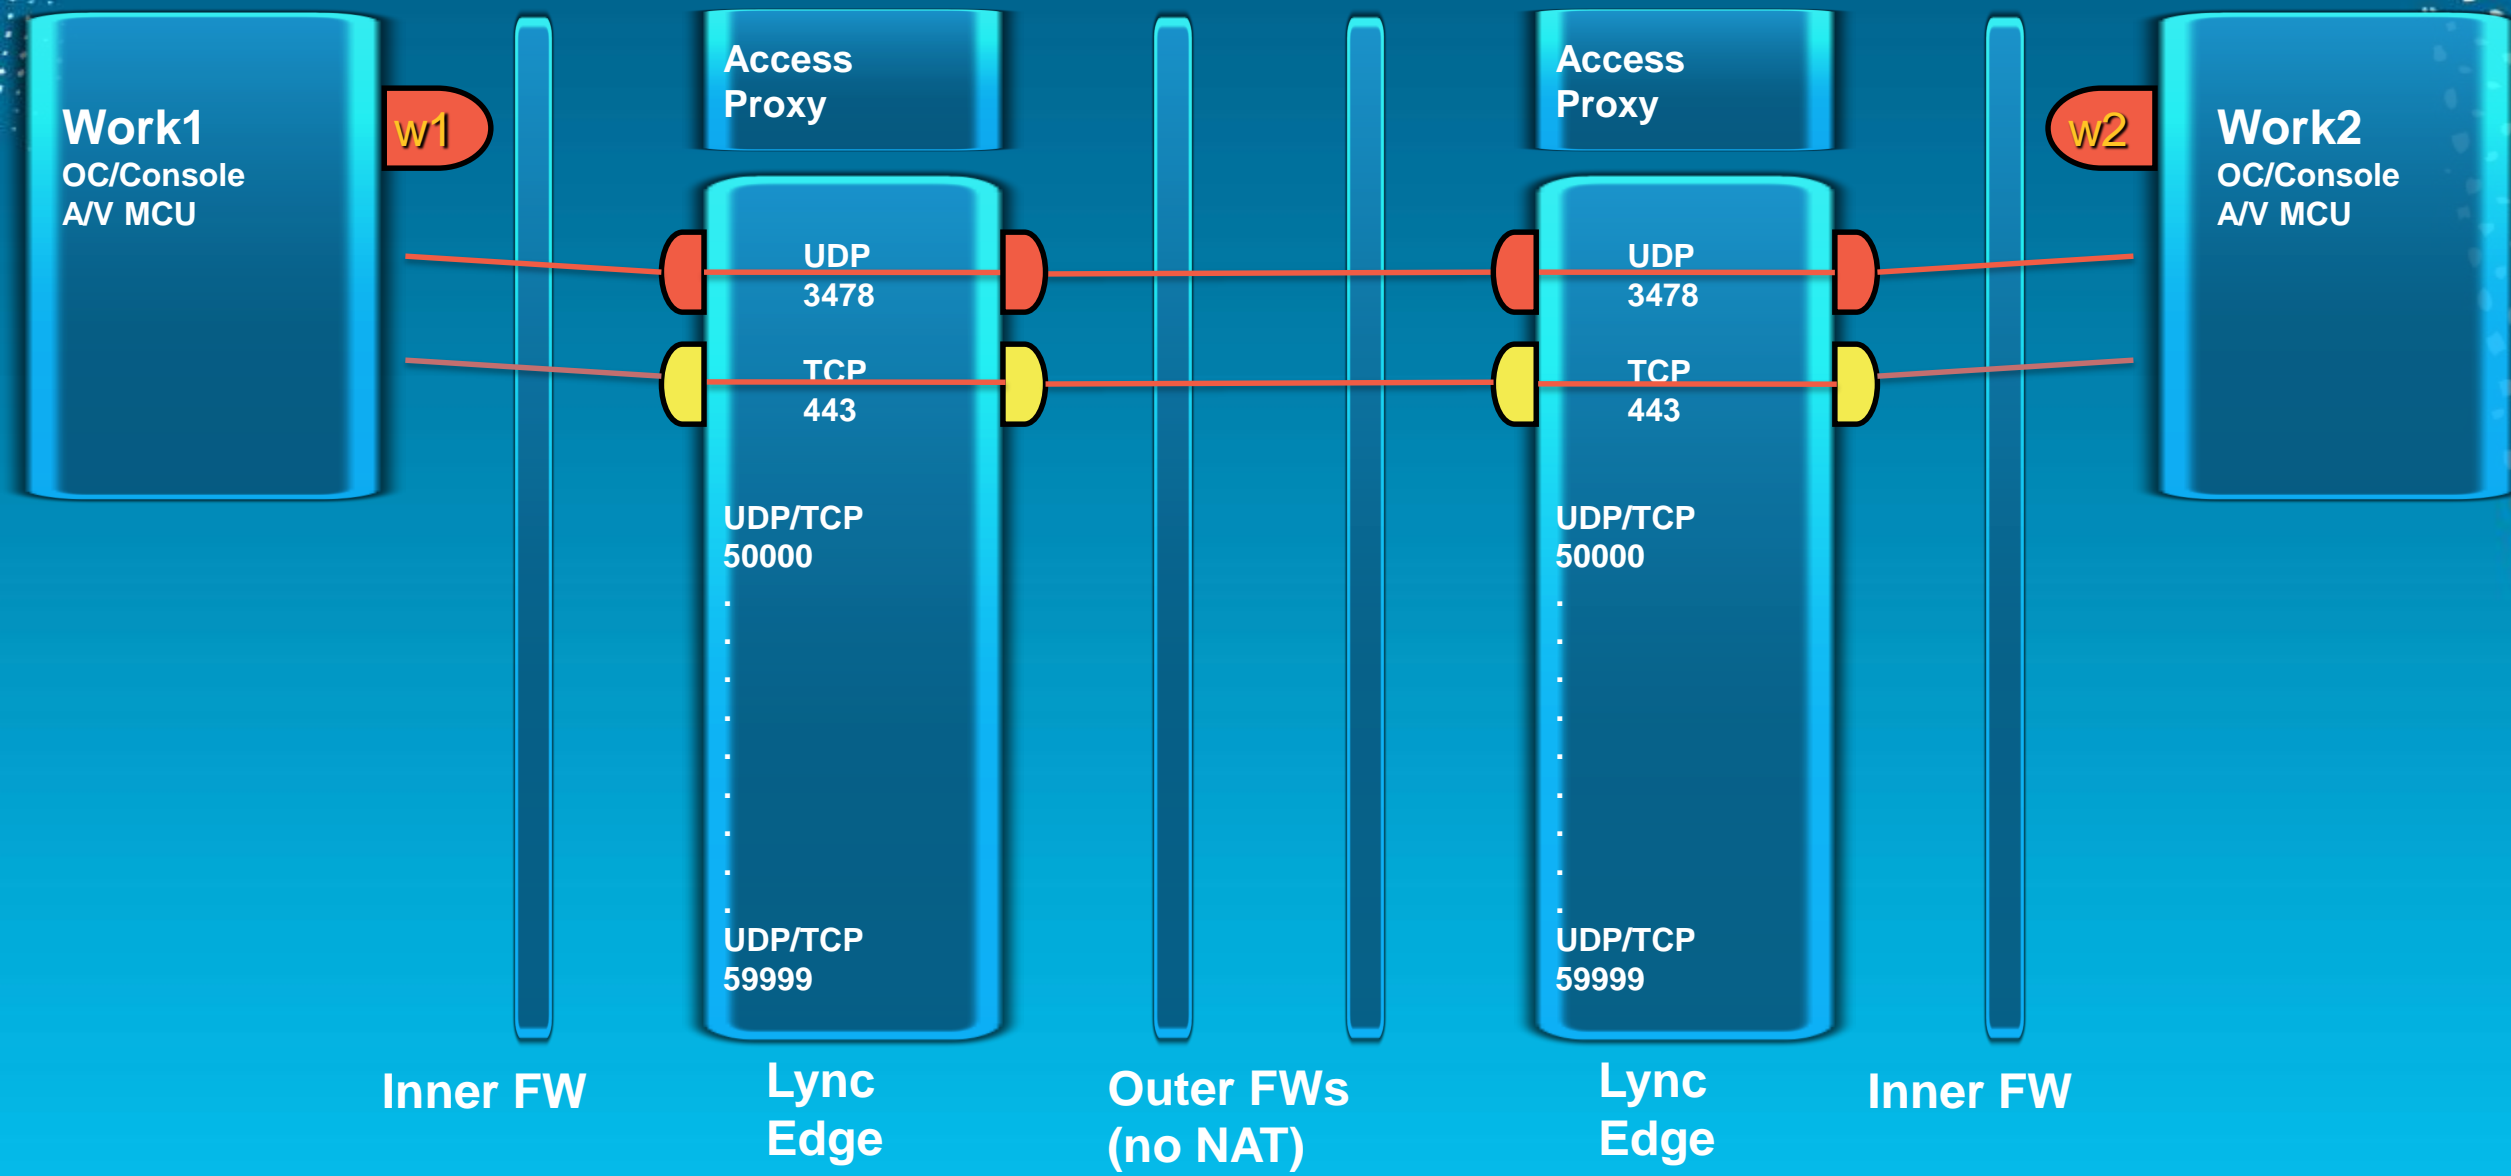 Work1
OC/Console
A/V MCU
w1
Access
Proxy
UDP
3478
TCP
443
UDP/TCP
50000
.
.
.
.
.
.
.
.
.
UDP/TCP
59999
Access
Proxy
UDP
3478
TCP
443
UDP/TCP
50000
.
.
.
.
.
.
.
.
.
UDP/TCP
59999
w2
Work2
OC/Console
A/V MCU
Inner FW
Lync
Edge
Outer FWs
(no NAT)
Lync
Edge
Inner FW